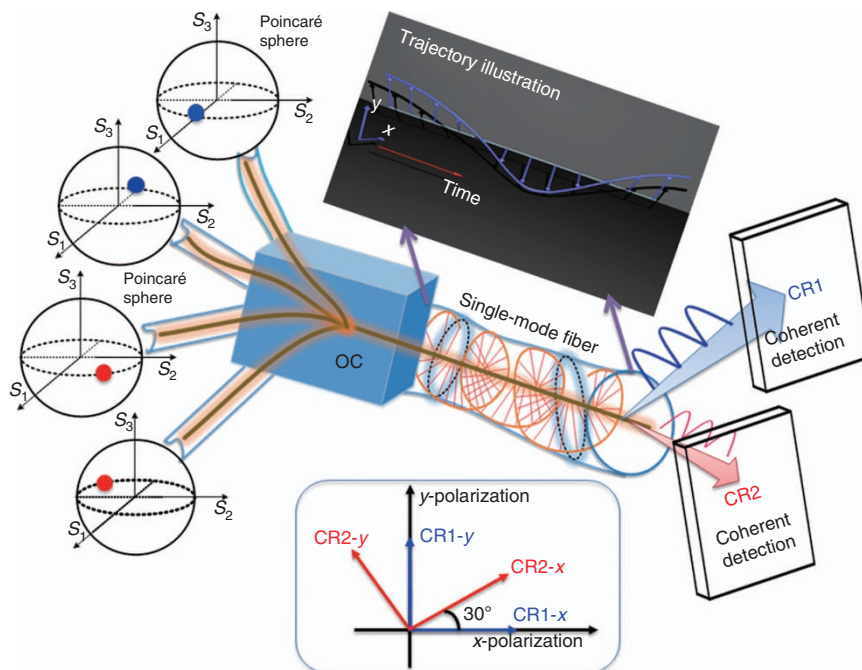 S3
Poincaré
sphere
S2
S1
S3
S2
S1
Poincaré
sphere
S3
S2
S1
S3
S2
S1
OC
Trajectory illustration
y
x
Time
Single-mode fiber
CR1
Coherent
detection
CR2
Coherent
detection
y-polarization
CR2-y
CR1-y
CR2-x
30°
CR1-x
x-polarization